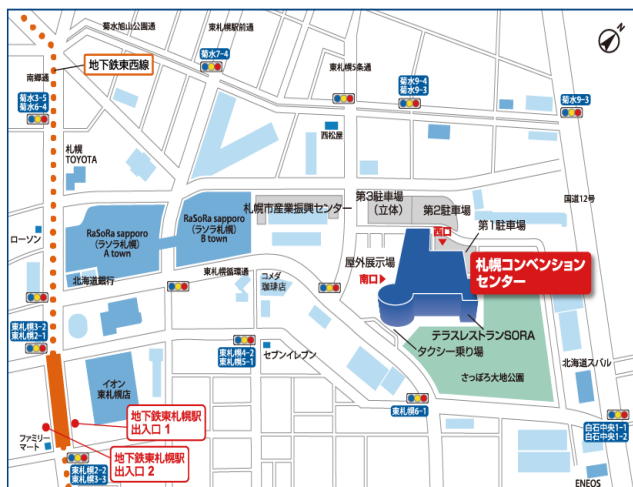 菊水旭山公園通
東札幌駅前通
N
地下鉄東西線
菊水7-4
東札幌5条通
南郷通
菊水9-4
菊水9-3
菊水9-3
菊水3-5
菊水6-4
西松屋
札幌
TOYOTA
第3駐車場
(立体)
国道12号
札幌市産業振興センター
第2駐車場
RaSoRa sapporo
(ラソラ札幌)
B town
第1駐車場
西口
RaSoRa sapporo
(ラソラ札幌)
A town
ローソン
屋外展示場
札幌コンベンション
センター
南口
東札幌循環通
コメダ
珈琲店
北海道銀行
テラスレストランSORA
タクシー乗り場
東札幌3-2
東札幌2-1
東札幌4-2
東札幌5-1
セブンイレブン
北海道スバル
さっぽろ大地公園
イオン
東札幌店
東札幌6-1
地下鉄東札幌駅
出入口 1
白石中央1-1
白石中央1-2
ファミリー
マート
地下鉄東札幌駅
出入口 2
東札幌2-2
東札幌3-3
ENEOS